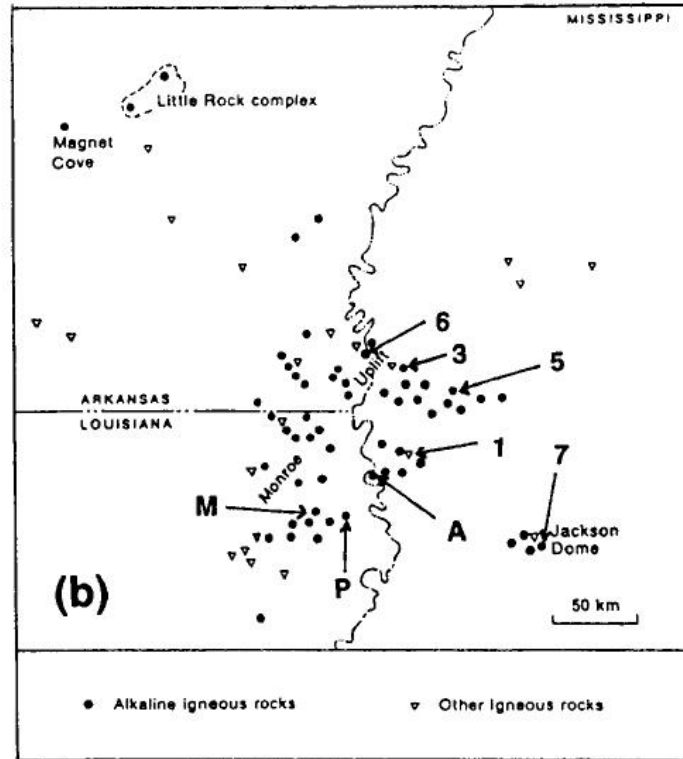 MISSISSIPPI
Little Rock complex
Magnet
Cove
6
3
Uplift
5
ARKANSAS
LOUISIANA
1
7
Monroe
M
A
Jackson
Dome
P
(b)
50 km
Alkaline igneous rocks
Other Igneous rocks